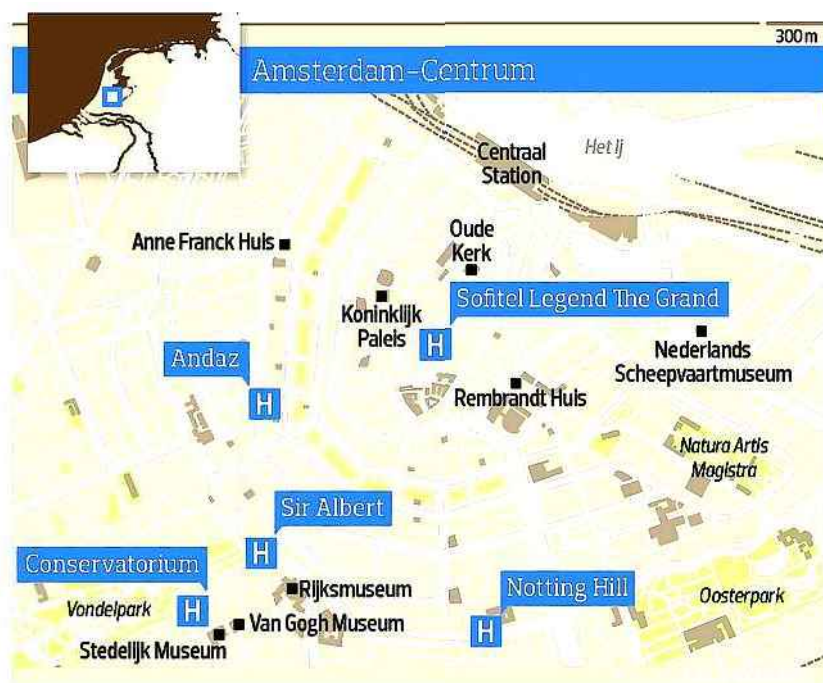 300 m
Amsterdam-Centrum
Centraal
Station
Het Ij
Anne Franck Huis
Oude
Kerk
Sofitel Legend The Grand
Koninklijk
Paleis
H
Nederlands
Scheepvaartmuseum
Andaz
H
Rembrandt Huis
Natura Artis
Magistra
Sir Albert
H
Conservatorium
Vondelpark
H
Rijksmuseum
Notting Hill
H
Oosterpark
Van Gogh Museum
Stedelijk Museum